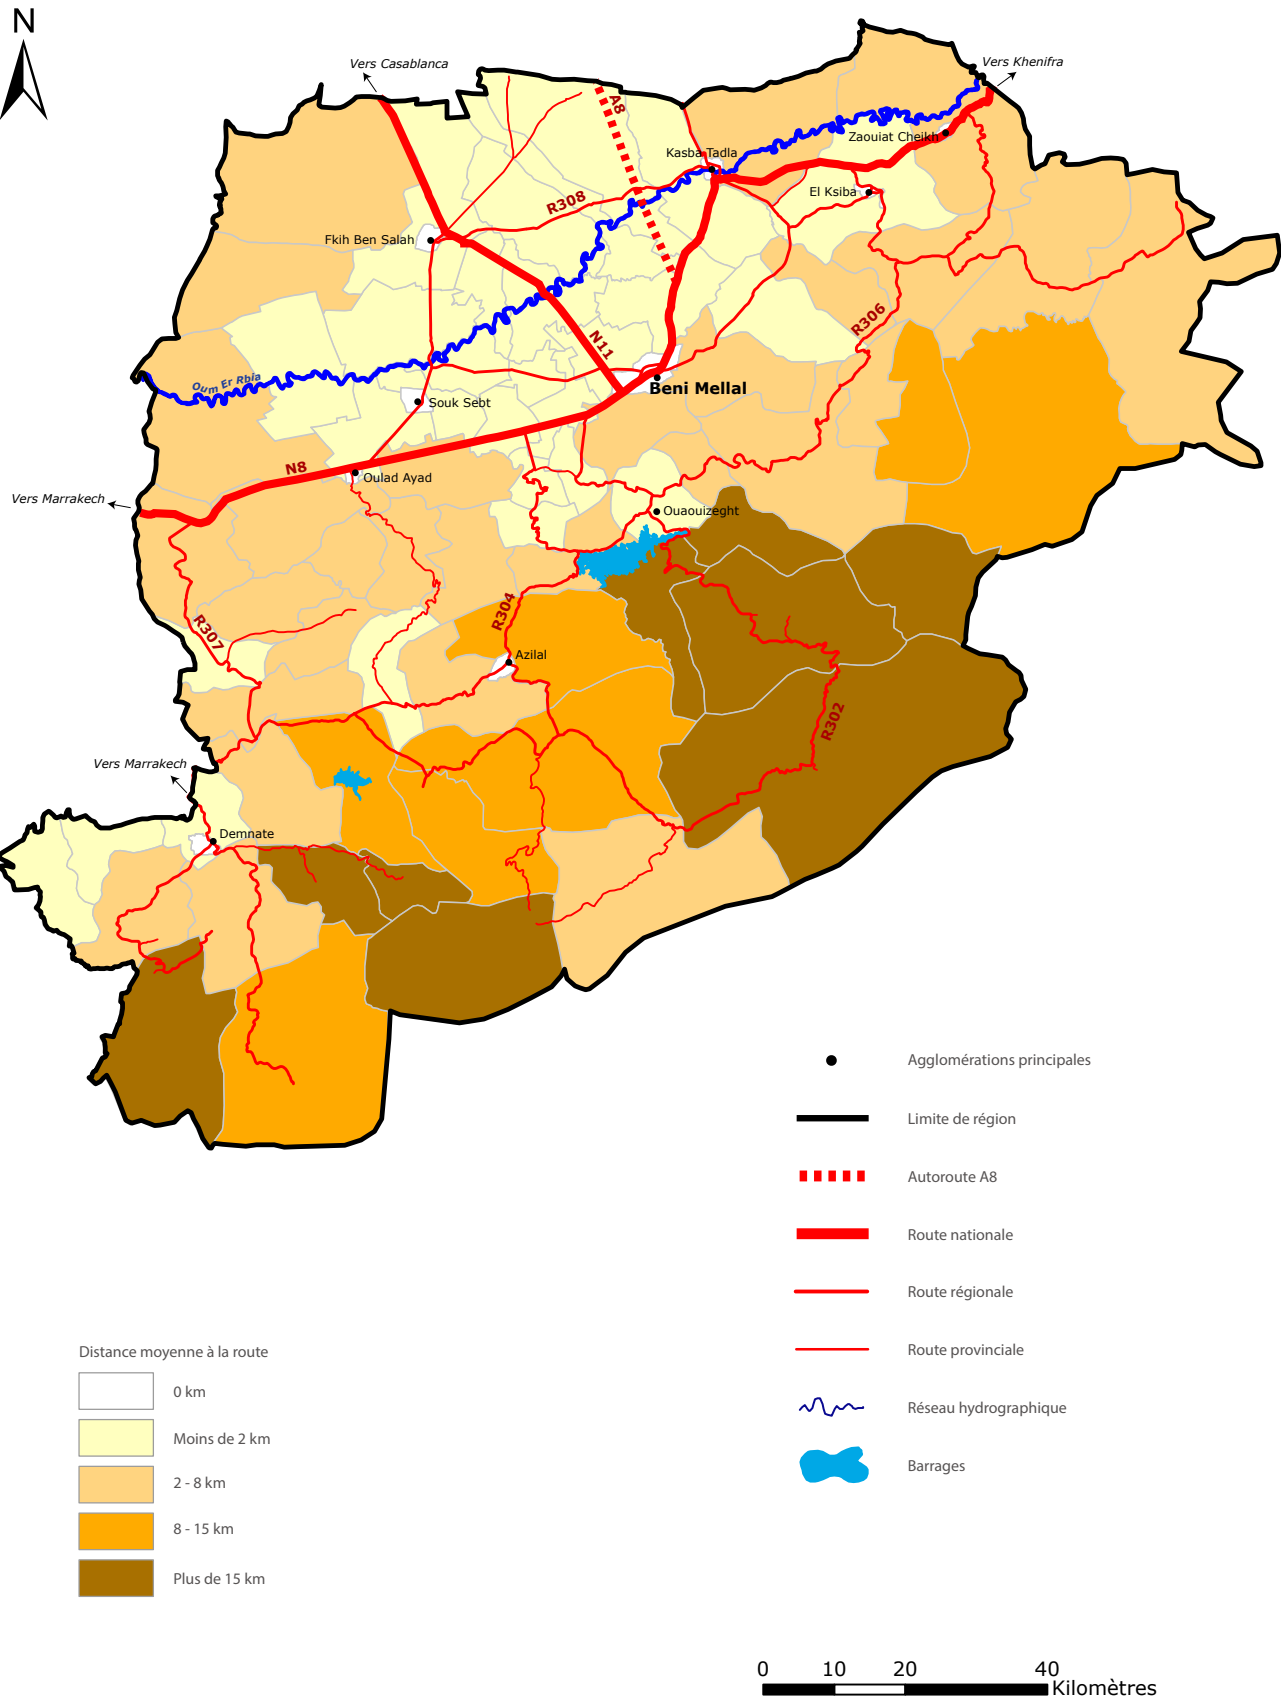 N
Vers Casablanca
Vers Khenifra
A8
Zaouiat Cheikh
Kasba Tadla
El Ksiba
R308
Fkih Ben Salah
R306
N11
Oum Er Rbia
Beni Mellal
Souk Sebt
N8
Oulad Ayad
Vers Marrakech
Ouaouizeght
R304
R307
Azilal
R302
Vers Marrakech
Demnate
Agglomérations principales
Limite de région
Autoroute A8
Route nationale
Route régionale
Route provinciale
Réseau hydrographique
Barrages
Distance moyenne à la route
0 km
Moins de 2 km
2 - 8 km
8 - 15 km
Plus de 15 km
0 10 20 40
Kilomètres